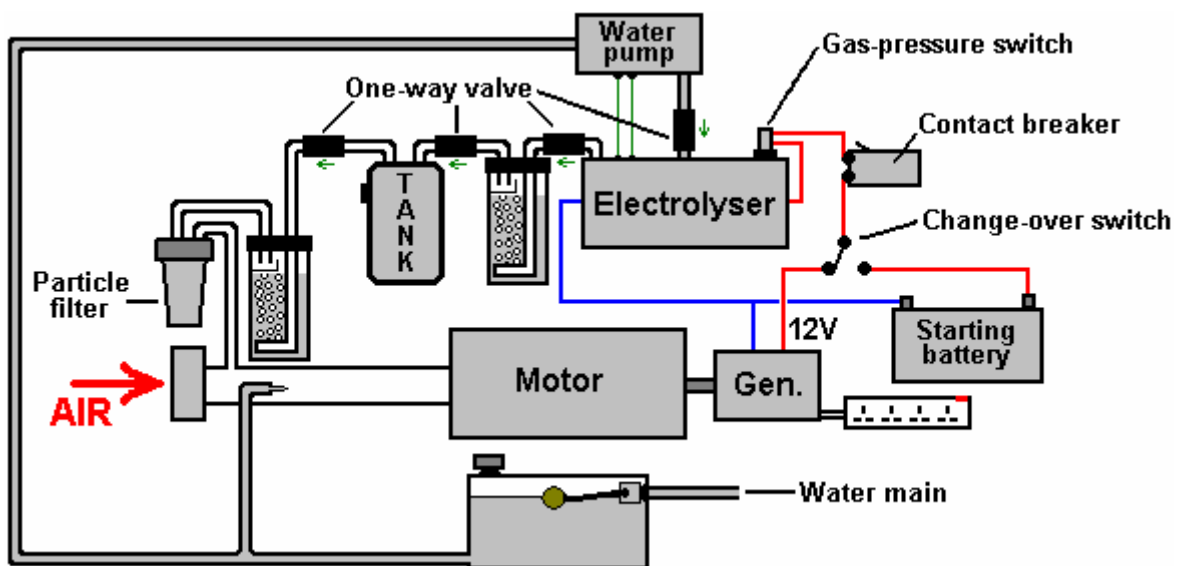 Water
pump
Gas-pressure switch
One-way valve
Contact breaker
TANK
Electrolyser
Change-over switch
Particle
filter
12V
Starting
battery
Motor
Gen.
AIR
Water main